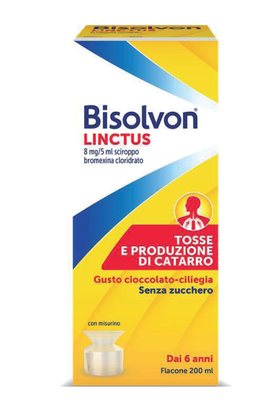 Bisolvon®
LINCTUS
8 mg/5 ml sciroppo
bromexina cloridrato
TOSSE
E PRODUZIONE
DI CATARRO
Gusto cioccolato-ciliegia
Senza zucchero
con misurino
Dai 6 anni
Flacone 200 ml